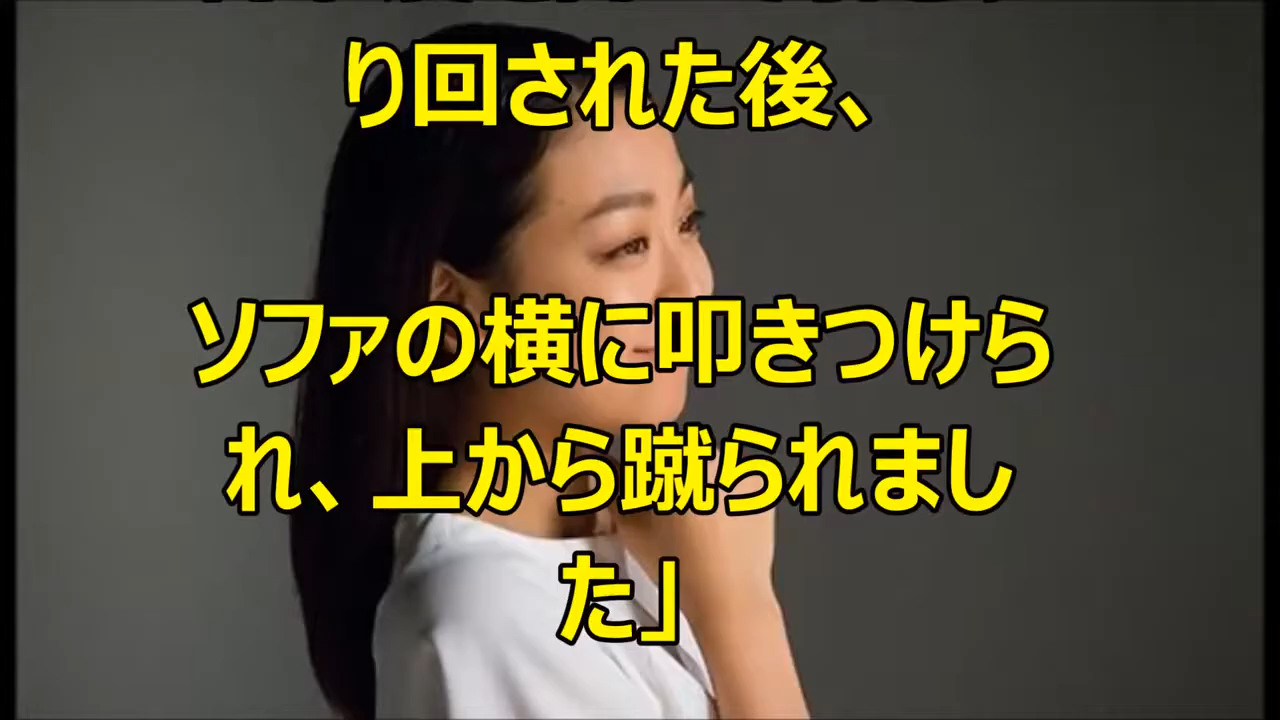 り回された後、
ソファの横に叩きつけら
れ、上から蹴られまし
た」